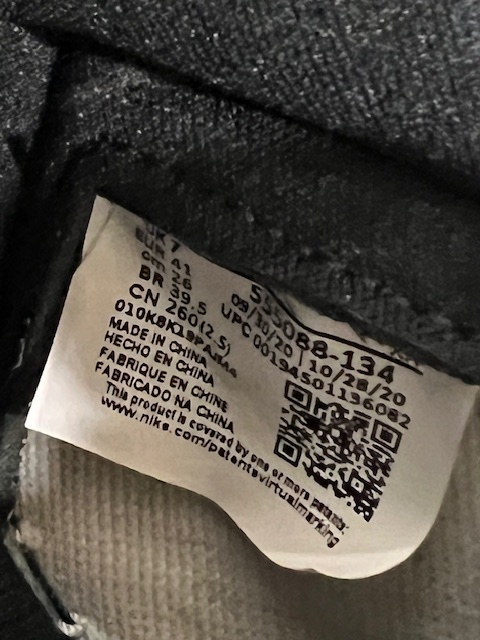 UK 7
EUR 41
cm 26
BR 39.5
CN 260(2.5)
MADE IN CHINA
HECHO EN CHINA
FABRIQUE EN CHINE
FABRICADO NA CHINA
This product is covered by one or more patents:
www.nike.com/patentsvirtualmarking
555088-134
09/10/20 | 10/28/20
UPC 00194501136082